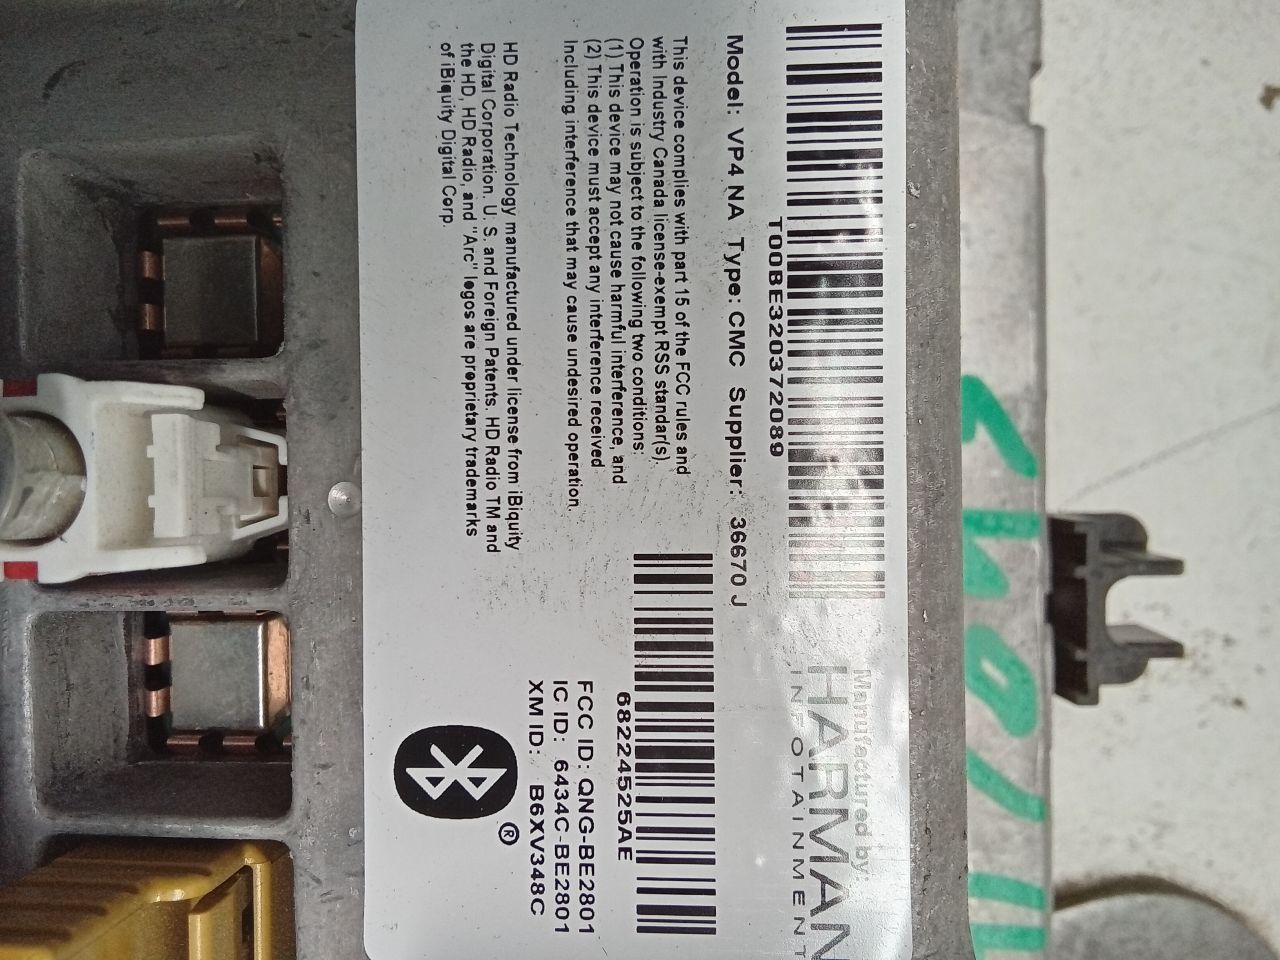 Manufactured by:
HARMAN
INFOTAINMENT
T00BE320372089
Model: VP4 NA Type: CMC Supplier: 36670 J
This device complies with part 15 of the FCC rules and
with Industry Canada license-exempt RSS standar(s).
Operation is subject to the following two conditions:
(1) This device may not cause harmful interference, and
(2) This device must accept any interference received
Including interference that may cause undesired operation.
68224525AE
FCC ID: QNG-BE2801
IC ID: 6434C-BE2801
XM ID: B6XV348C
HD Radio Technology manufactured under license from iBiquity
Digital Corporation. U. S. and Foreign Patents. HD Radio TM and
the HD, HD Radio, and "Arc" logos are proprietary trademarks
of iBiquity Digital Corp.
®